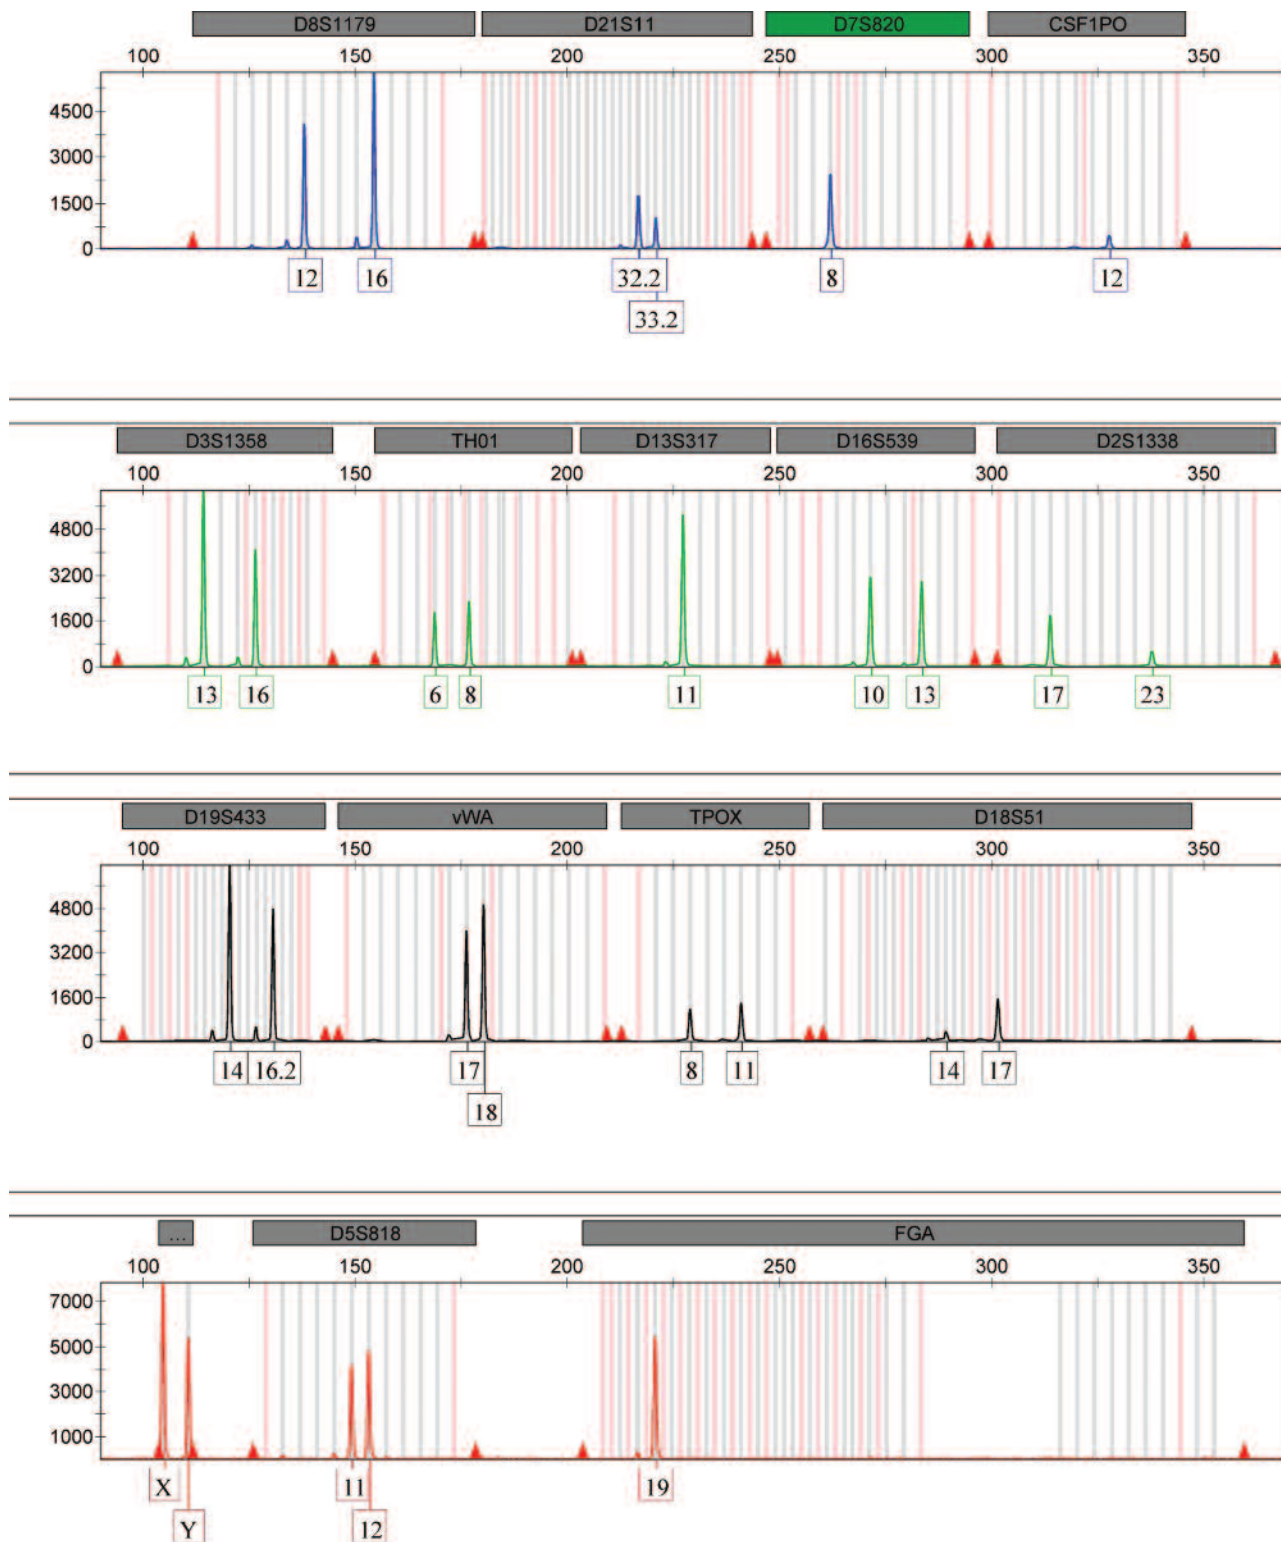 D8S1179 D21S11 D7S820 CSF1PO
100 150 200 250 300 350
4500
3000
1500
0
12 16 32.2 8 12
33.2
D3S1358 TH01 D13S317 D16S539 D2S1338
100 150 200 250 300 350
4800
3200
1600
0
13 16 6 8 11 10 13 17 23
D19S433 vWA TPOX D18S51
100 150 200 250 300 350
4800
3200
1600
0
14 16.2 17 8 11 14 17
18
... D5S818 FGA
100 150 200 250 300 350
7000
5000
3000
1000
X 11 19
Y 12